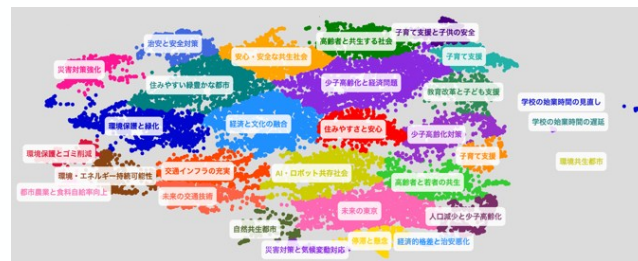 子育て支援と子供の安全
高齢者と共生する社会
治安と安全対策
安心・安全な共生社会
子育て支援
災害対策強化
住みやすい緑豊かな都市
少子高齢化と経済問題
教育改革と子ども支援
学校の始業時間の見直し
環境保護と緑化
経済と文化の融合
住みやすさと安心
少子高齢化対策
学校の始業時間の遅延
環境保護とゴミ削減
子育て支援
環境共生都市
環境・エネルギー持続可能性
交通インフラの充実
AI・ロボット共存社会
高齢者と若者の共生
都市農業と食料自給率向上
未来の交通技術
未来の東京
人口減少と少子高齢化
自然共生都市
災害対策と気候変動対応
経済的格差と治安悪化